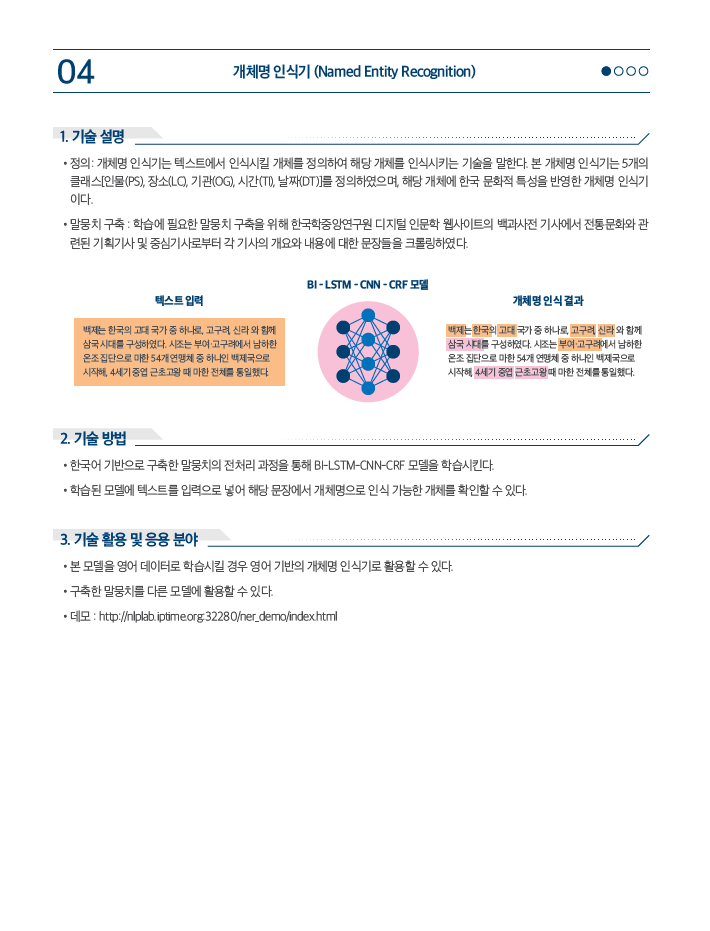 04
개체명 인식기 (Named Entity Recognition)
1. 기술 설명
• 정의 : 개체명 인식기는 텍스트에서 인식시킬 개체를 정의하여 해당 개체를 인식시키는 기술을 말한다. 본 개체명 인식기는 5개의
클래스[인물(PS), 장소(LC), 기관(OG), 시간(TI), 날짜(DT)]를 정의하였으며, 해당 개체에 한국 문화적 특성을 반영한 개체명 인식기
이다.
• 말뭉치 구축 : 학습에 필요한 말뭉치 구축을 위해 한국학중앙연구원 디지털 인문학 웹사이트의 백과사전 기사에서 전통문화와 관
련된 기획기사 및 중심기사로부터 각 기사의 개요와 내용에 대한 문장들을 크롤링하였다.
BI - LSTM - CNN - CRF 모델
텍스트 입력
백제는 한국의 고대 국가 중 하나로, 고구려, 신라 와 함께
삼국 시대를 구성하였다. 시조는 부여·고구려에서 남하한
온조 집단으로 마한 54개 연맹체 중 하나인 백제국으로
시작해, 4세기 중엽 근초고왕 때 마한 전체를 통일했다.
개체명 인식 결과
백제는 한국의 고대 국가 중 하나로, 고구려, 신라 와 함께
삼국 시대를 구성하였다. 시조는 부여·고구려에서 남하한
온조 집단으로 마한 54개 연맹체 중 하나인 백제국으로
시작해, 4세기 중엽 근초고왕 때 마한 전체를 통일했다.
2. 기술 방법
• 한국어 기반으로 구축한 말뭉치의 전처리 과정을 통해 BI-LSTM-CNN-CRF 모델을 학습시킨다.
• 학습된 모델에 텍스트를 입력으로 넣어 해당 문장에서 개체명으로 인식 가능한 개체를 확인할 수 있다.
3. 기술 활용 및 응용 분야
• 본 모델을 영어 데이터로 학습시킬 경우 영어 기반의 개체명 인식기로 활용할 수 있다.
• 구축한 말뭉치를 다른 모델에 활용할 수 있다.
• 데모 : http://nlplab.iptime.org:32280/ner_demo/index.html